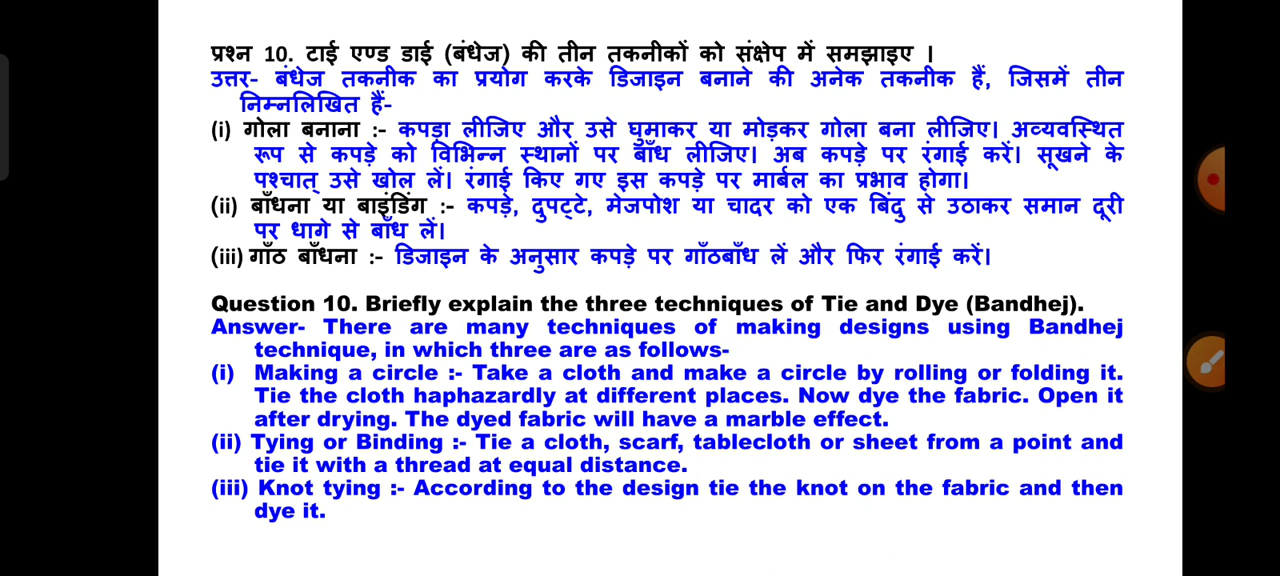 प्रश्न 10. टाई एण्ड डाई (बंधेज) की तीन तकनीकों को संक्षेप में समझाइए ।
उत्तर- बंधेज तकनीक का प्रयोग करके डिजाइन बनाने की अनेक तकनीक हैं, जिसमें तीन
निम्नलिखित हैं-
(i) गोला बनाना :- कपड़ा लीजिए और उसे घुमाकर या मोड़कर गोला बना लीजिए। अव्यवस्थित
रूप से कपड़े को विभिन्न स्थानों पर बाँध लीजिए। अब कपड़े पर रंगाई करें। सूखने के
पश्चात् उसे खोल लें। रंगाई किए गए इस कपड़े पर मार्बल का प्रभाव होगा।
(ii) बाँधना या बाइंडिंग :- कपड़े, दुपट्टे, मेजपोश या चादर को एक बिंदु से उठाकर समान दूरी
पर धागे से बाँध लें।
(iii) गाँठ बाँधना :- डिजाइन के अनुसार कपड़े पर गाँठबाँध लें और फिर रंगाई करें।
Question 10. Briefly explain the three techniques of Tie and Dye (Bandhej).
Answer- There are many techniques of making designs using Bandhej
technique, in which three are as follows-
(i) Making a circle :- Take a cloth and make a circle by rolling or folding it.
Tie the cloth haphazardly at different places. Now dye the fabric. Open it
after drying. The dyed fabric will have a marble effect.
(ii) Tying or Binding :- Tie a cloth, scarf, tablecloth or sheet from a point and
tie it with a thread at equal distance.
(iii) Knot tying :- According to the design tie the knot on the fabric and then
dye it.